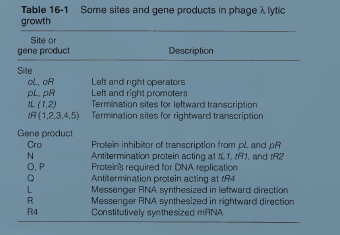 Table 16-1 Some sites and gene products in phage λ lytic
growth
Site or
gene product Description
Site
oL, oR Left and right operators
pL, pR Left and right promoters
tL (1,2) Termination sites for leftward transcription
tR (1,2,3,4,5) Termination sites for rightward transcription
Gene product
Cro Protein inhibitor of transcription from pL and pR
N Antitermination protein acting at tL1, tR1, and tR2
O, P Proteins required for DNA replication
Q Antitermination protein acting at tR4
L Messenger RNA synthesized in leftward direction
R Messenger RNA synthesized in rightward direction
R4 Constitutively synthesized mRNA